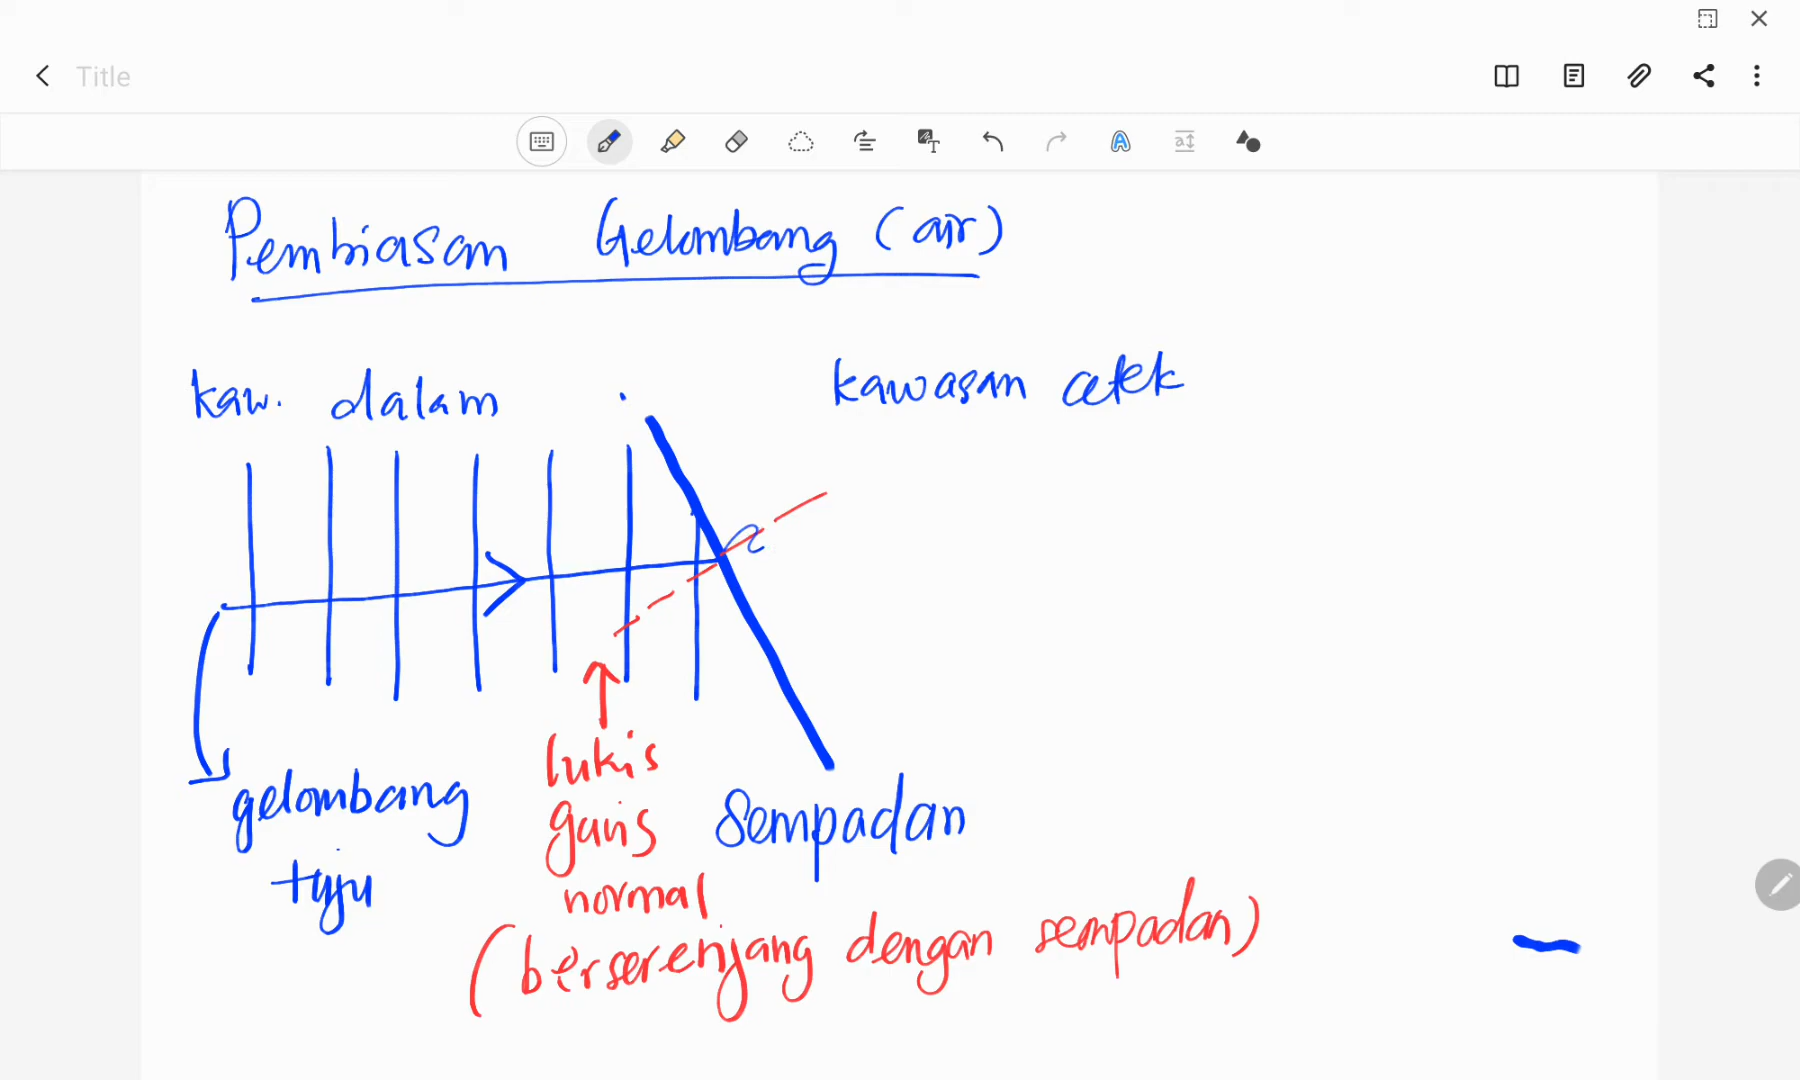 Title
Pembiasan Gelombang (air)
kaw. dalam
kawasan cetek
gelombang
tuju
lukis
garis
normal
sempadan
(berserenjang dengan sempadan)